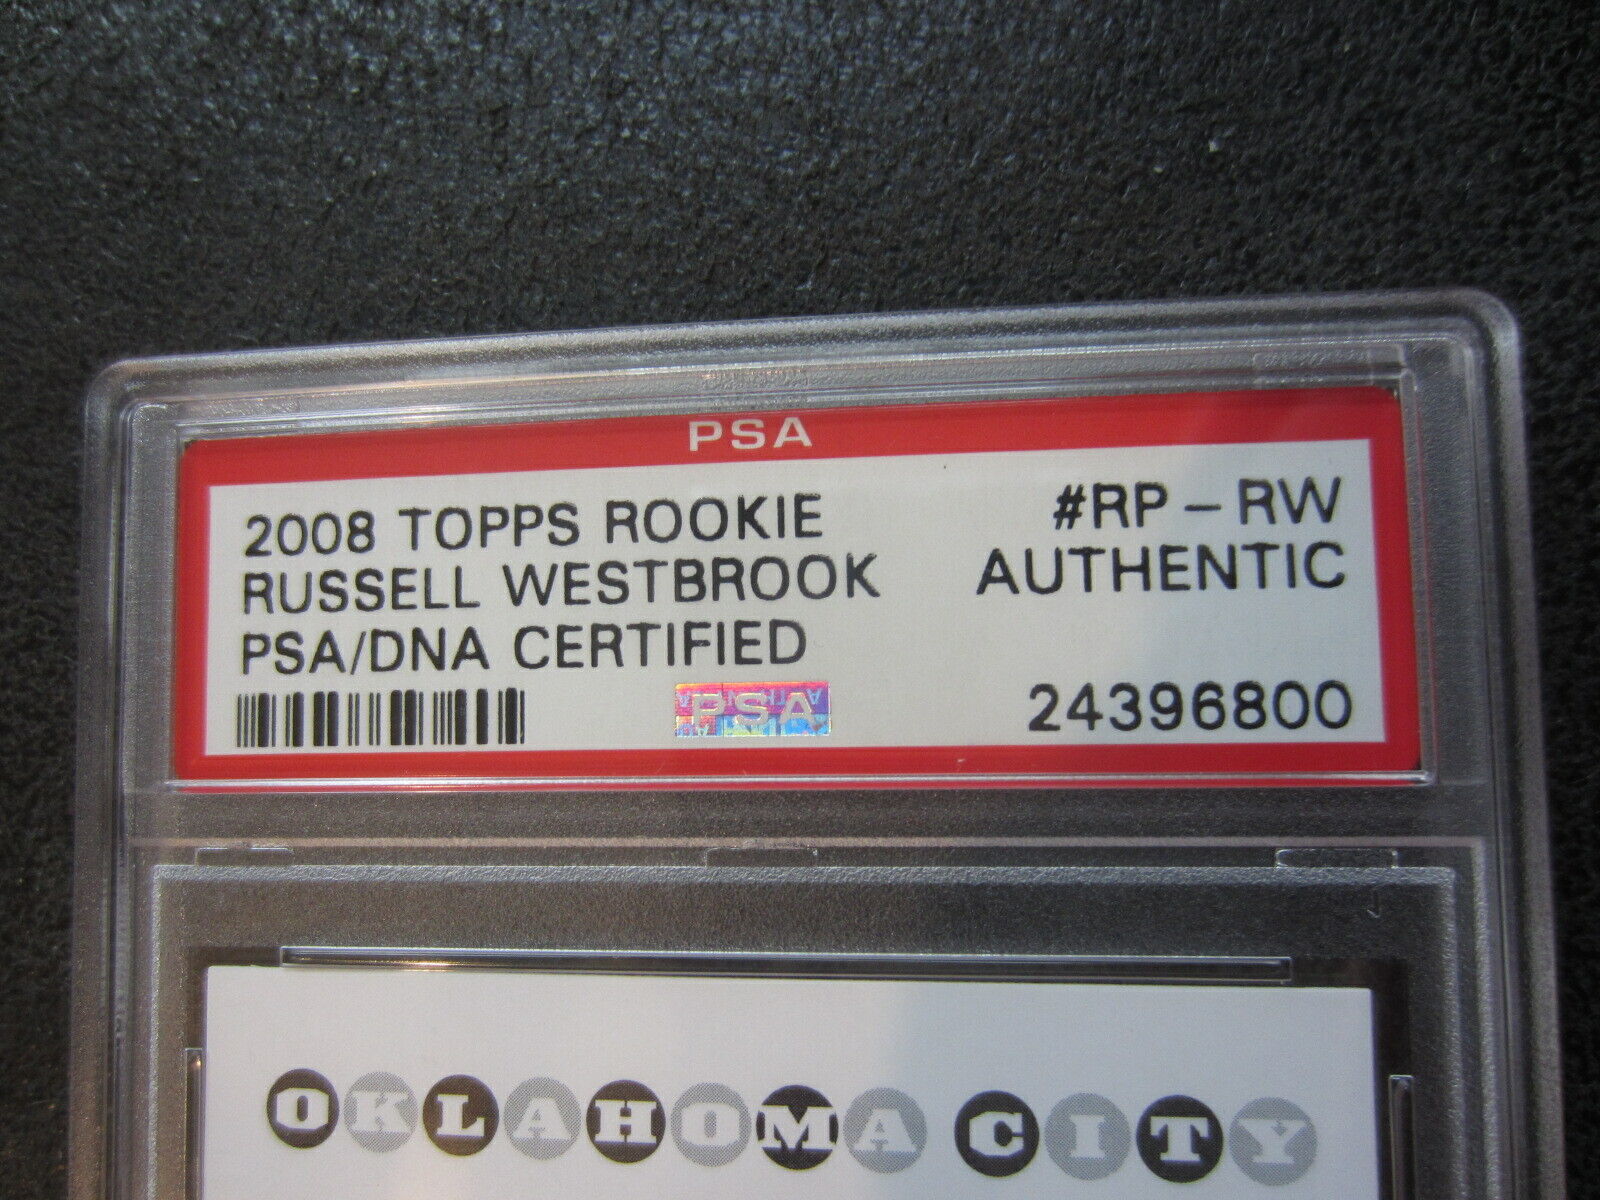 PSA
2008 TOPPS ROOKIE #RP-RW
RUSSELL WESTBROOK AUTHENTIC
PSA/DNA CERTIFIED
PSA 24396800
OKLAHOMA CITY